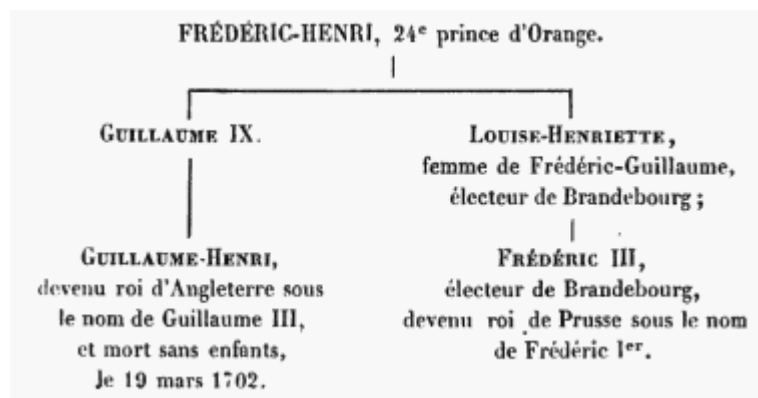 FRÉDÉRIC-HENRI, 24e prince d'Orange.
GUILLAUME IX.
LOUISE-HENRIETTE,
femme de Frédéric-Guillaume,
électeur de Brandebourg ;
GUILLAUME-HENRI,
devenu roi d'Angleterre sous
le nom de Guillaume III,
et mort sans enfants,
le 19 mars 1702.
FRÉDÉRIC III,
électeur de Brandebourg,
devenu roi de Prusse sous le nom
de Frédéric Ier.